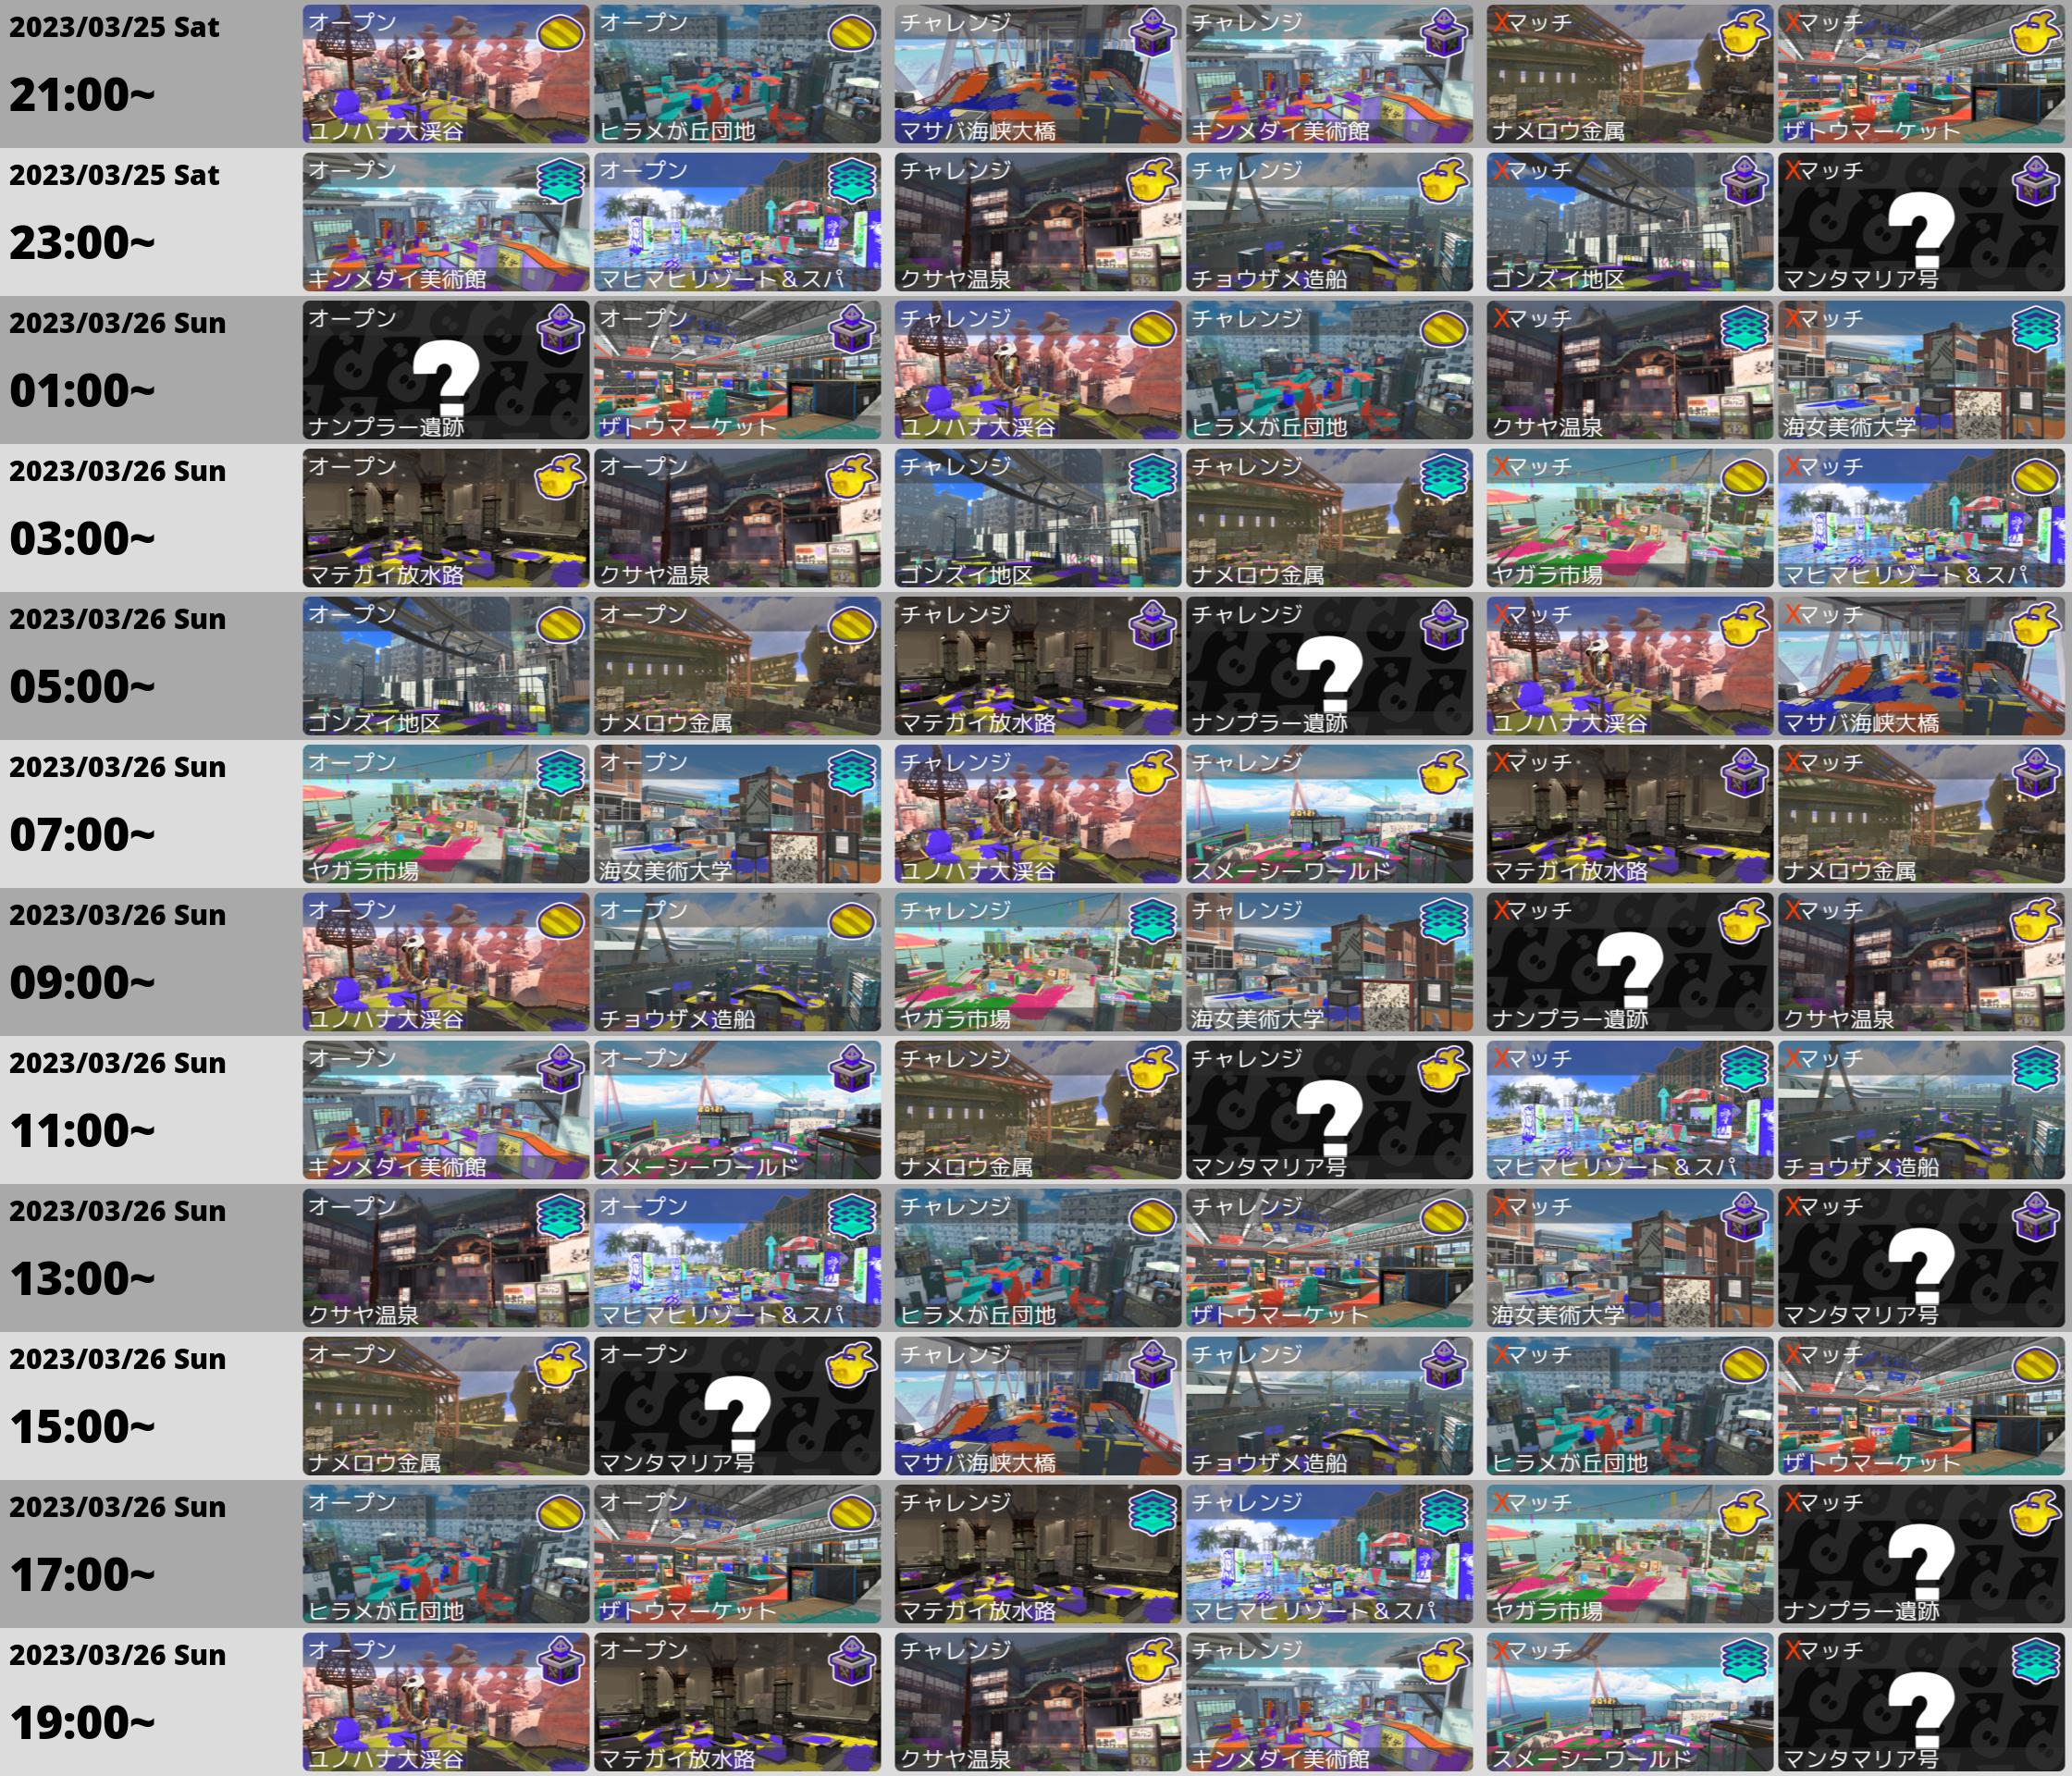 2023/03/25 Sat
21:00~
オープン オープン チャレンジ チャレンジ Xマッチ Xマッチ
ユノハナ大渓谷 ヒラメが丘団地 マサバ海峡大橋 キンメダイ美術館 ナメロウ金属 ザトウマーケット
2023/03/25 Sat
23:00~
オープン オープン チャレンジ チャレンジ Xマッチ Xマッチ
キンメダイ美術館 マヒマヒリゾート&スパ クサヤ温泉 チョウザメ造船 ゴンズイ地区 マンタマリア号
2023/03/26 Sun
01:00~
オープン オープン チャレンジ チャレンジ Xマッチ Xマッチ
ナンプラー遺跡 ザトウマーケット ユノハナ大渓谷 ヒラメが丘団地 クサヤ温泉 海女美術大学
2023/03/26 Sun
03:00~
オープン オープン チャレンジ チャレンジ Xマッチ Xマッチ
マテガイ放水路 クサヤ温泉 ゴンズイ地区 ナメロウ金属 ヤガラ市場 マヒマヒリゾート&スパ
2023/03/26 Sun
05:00~
オープン オープン チャレンジ チャレンジ Xマッチ Xマッチ
ゴンズイ地区 ナメロウ金属 マテガイ放水路 ナンプラー遺跡 ユノハナ大渓谷 マサバ海峡大橋
2023/03/26 Sun
07:00~
オープン オープン チャレンジ チャレンジ Xマッチ Xマッチ
ヤガラ市場 海女美術大学 ユノハナ大渓谷 スメーシーワールド マテガイ放水路 ナメロウ金属
2023/03/26 Sun
09:00~
オープン オープン チャレンジ チャレンジ Xマッチ Xマッチ
ユノハナ大渓谷 チョウザメ造船 ヤガラ市場 海女美術大学 ナンプラー遺跡 クサヤ温泉
2023/03/26 Sun
11:00~
オープン オープン チャレンジ チャレンジ Xマッチ Xマッチ
キンメダイ美術館 スメーシーワールド ナメロウ金属 マンタマリア号 マヒマヒリゾート&スパ チョウザメ造船
2023/03/26 Sun
13:00~
オープン オープン チャレンジ チャレンジ Xマッチ Xマッチ
クサヤ温泉 マヒマヒリゾート&スパ ヒラメが丘団地 ザトウマーケット 海女美術大学 マンタマリア号
2023/03/26 Sun
15:00~
オープン オープン チャレンジ チャレンジ Xマッチ Xマッチ
ナメロウ金属 マンタマリア号 マサバ海峡大橋 チョウザメ造船 ヒラメが丘団地 ザトウマーケット
2023/03/26 Sun
17:00~
オープン オープン チャレンジ チャレンジ Xマッチ Xマッチ
ヒラメが丘団地 ザトウマーケット マテガイ放水路 マヒマヒリゾート&スパ ヤガラ市場 ナンプラー遺跡
2023/03/26 Sun
19:00~
オープン オープン チャレンジ チャレンジ Xマッチ Xマッチ
ユノハナ大渓谷 マテガイ放水路 クサヤ温泉 キンメダイ美術館 スメーシーワールド マンタマリア号